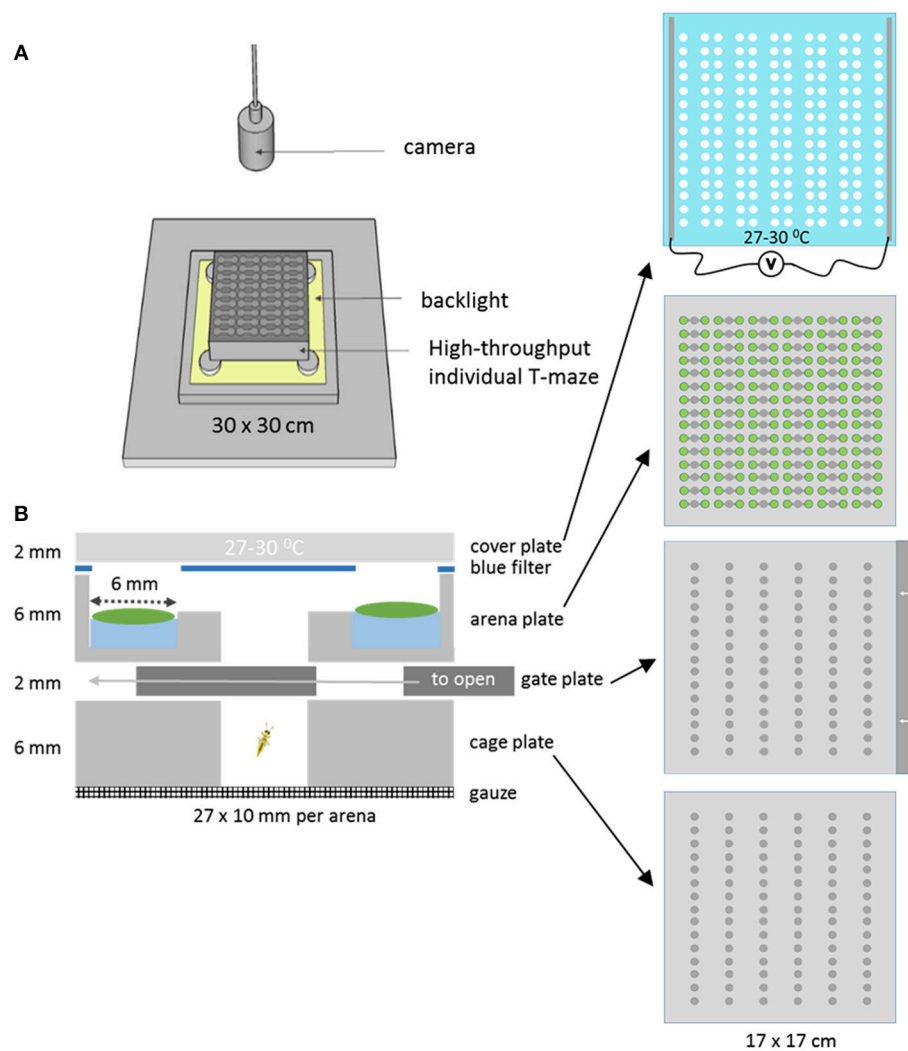 A
camera
backlight
High-throughput
individual T-maze
30 x 30 cm
27-30 ⁰C
V
B
2 mm
27-30 ⁰C
cover plate
blue filter
6 mm
6 mm
arena plate
2 mm
to open
gate plate
6 mm
cage plate
gauze
27 x 10 mm per arena
17 x 17 cm